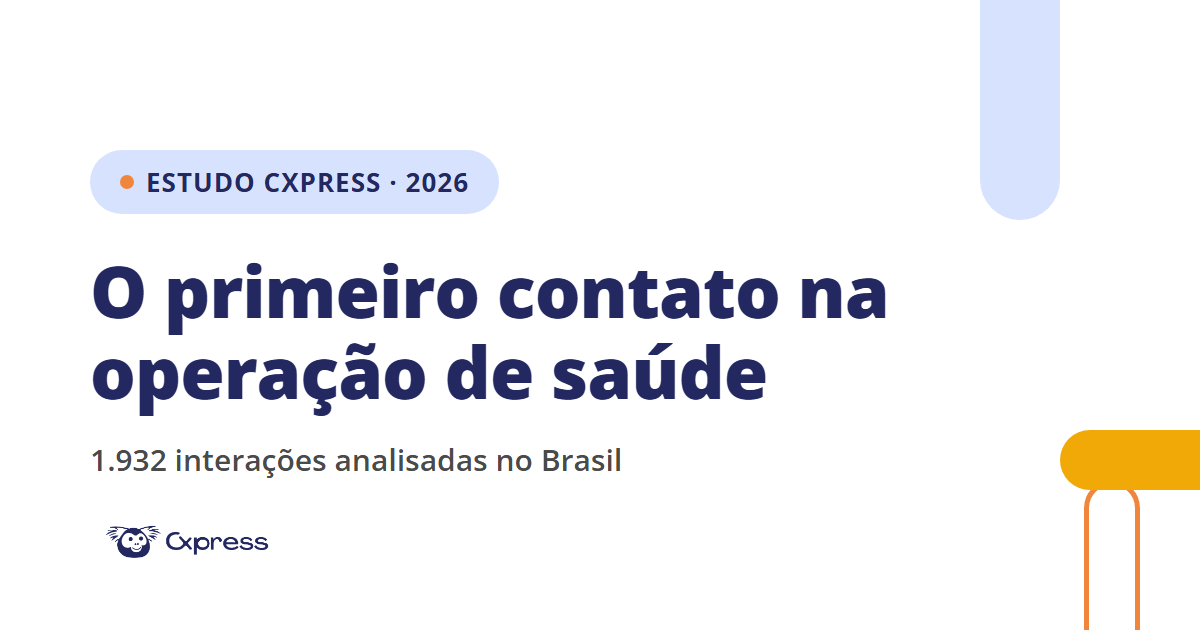 ESTUDO CXPRESS · 2026
O primeiro contato na
operação de saúde
1.932 interações analisadas no Brasil
Cxpress